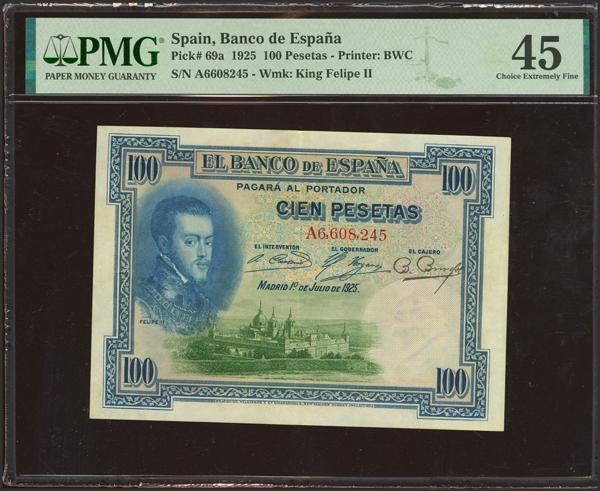 PMG
PAPER MONEY GUARANTY
Spain, Banco de España
Pick# 69a 1925 100 Pesetas - Printer: BWC
S/N A6608245 - Wmk: King Felipe II
45
Choice Extremely Fine
100
EL BANCO DE ESPAÑA
100
PAGARÁ AL PORTADOR
CIEN PESETAS
A6,608,245
EL INTERVENTOR
EL GOBERNADOR
EL CAJERO
MADRID 1º DE JULIO DE 1925.
FELIPE II
100
100